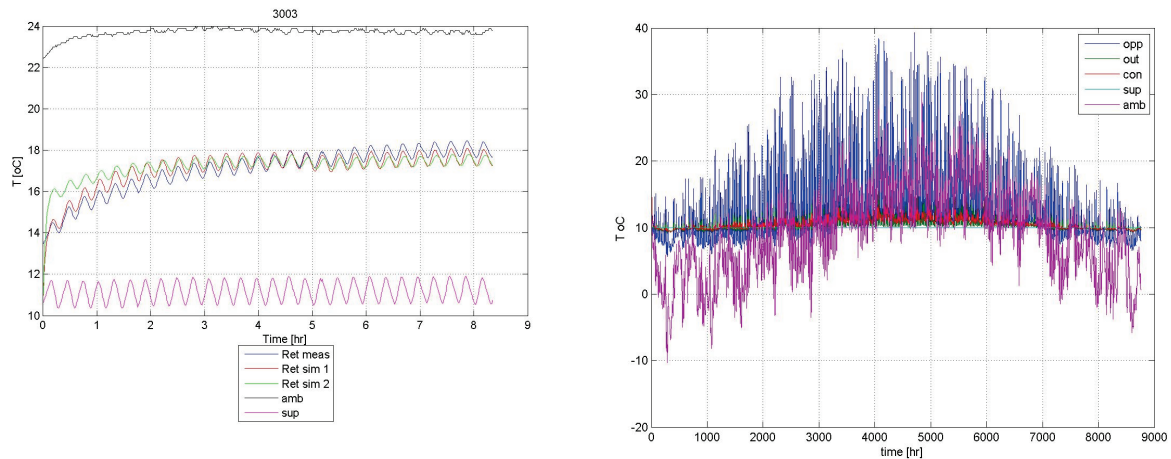 3003
24
22
20
18
16
14
12
10
T [oC]
0 1 2 3 4 5 6 7 8 9
Time [hr]
Ret meas
Ret sim 1
Ret sim 2
amb
sup
40
30
20
10
0
-10
-20
T oC
0 1000 2000 3000 4000 5000 6000 7000 8000 9000
time [hr]
opp
out
con
sup
amb